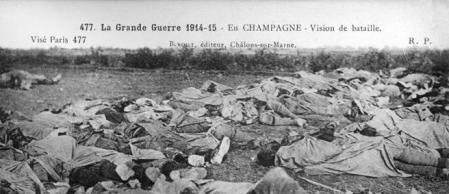 477. La Grande Guerre 1914-15 - En CHAMPAGNE - Vision de bataille.
Visé Paris 477
éditeur, Châlons-sur-Marne.
R. P.